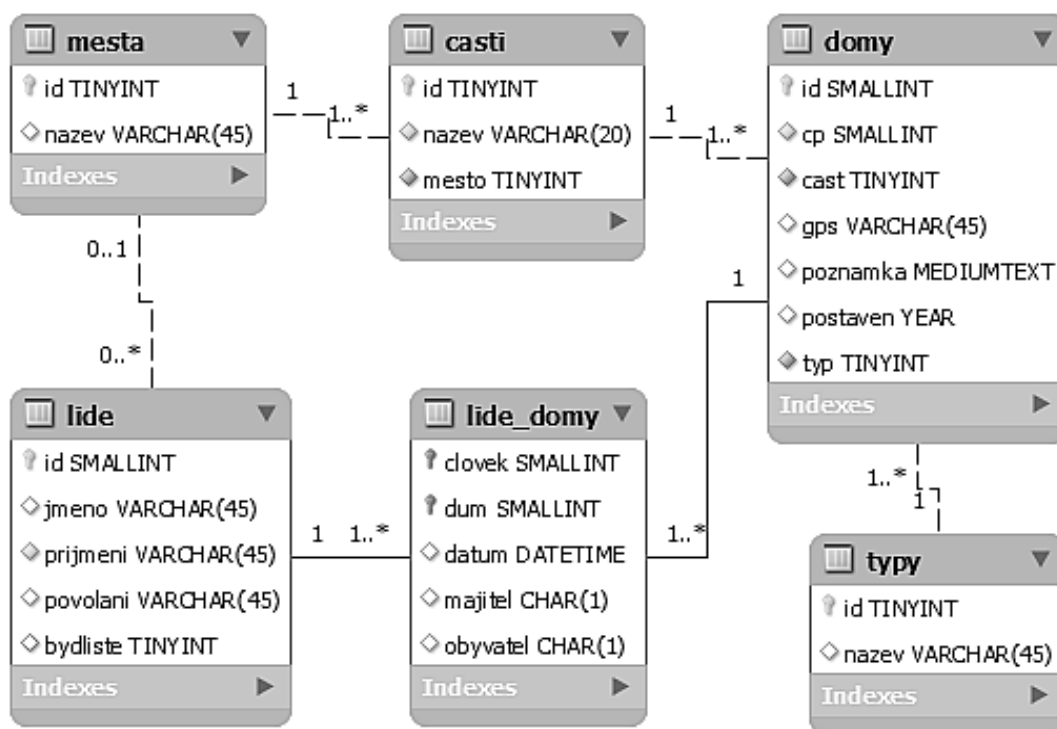 mesta
id TINYINT
nazev VARCHAR(45)
Indexes
1
1..*
casti
id TINYINT
nazev VARCHAR(20)
mesto TINYINT
Indexes
1
1..*
domy
id SMALLINT
cp SMALLINT
cast TINYINT
gps VARCHAR(45)
poznamka MEDIUMTEXT
postaven YEAR
typ TINYINT
Indexes
0..1
0..*
lide
id SMALLINT
jmeno VARCHAR(45)
prijmeni VARCHAR(45)
povolani VARCHAR(45)
bydliste TINYINT
Indexes
1
1..*
lide_domy
clovek SMALLINT
dum SMALLINT
datum DATETIME
majitel CHAR(1)
obyvatel CHAR(1)
Indexes
1
1..*
1..*
1
typy
id TINYINT
nazev VARCHAR(45)
Indexes